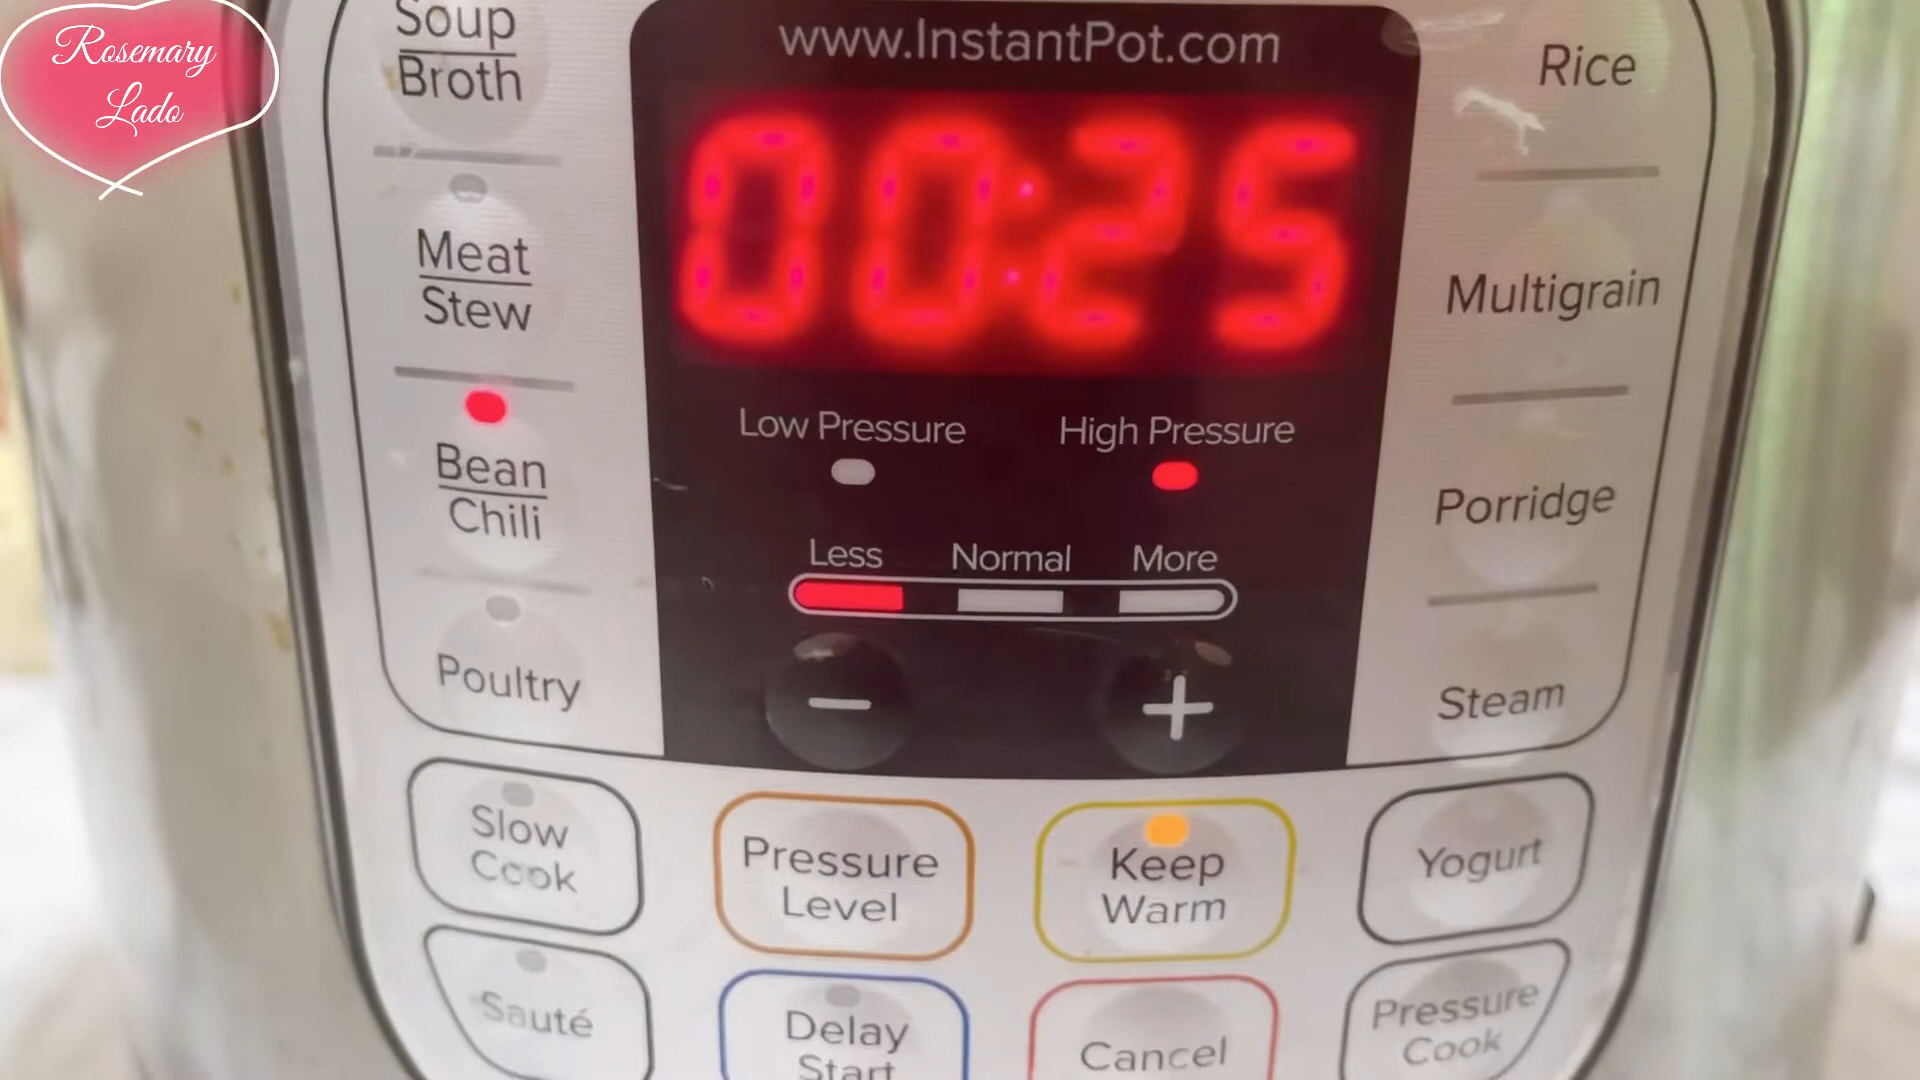 Rosemary
Lado
www.InstantPot.com
00:25
Low Pressure
High Pressure
Less
Normal
More
−
+
Soup
Broth
Meat
Stew
Bean
Chili
Poultry
Rice
Multigrain
Porridge
Steam
Slow
Cook
Pressure
Level
Keep
Warm
Yogurt
Sauté
Delay
Start
Cancel
Pressure
Cook